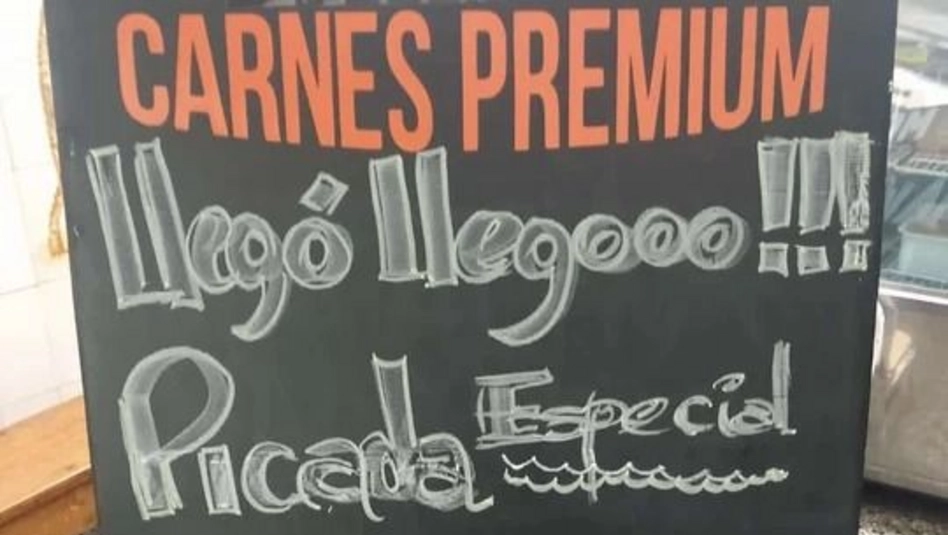 CARNES PREMIUM
llegó llegooo!!!
Picada Especial